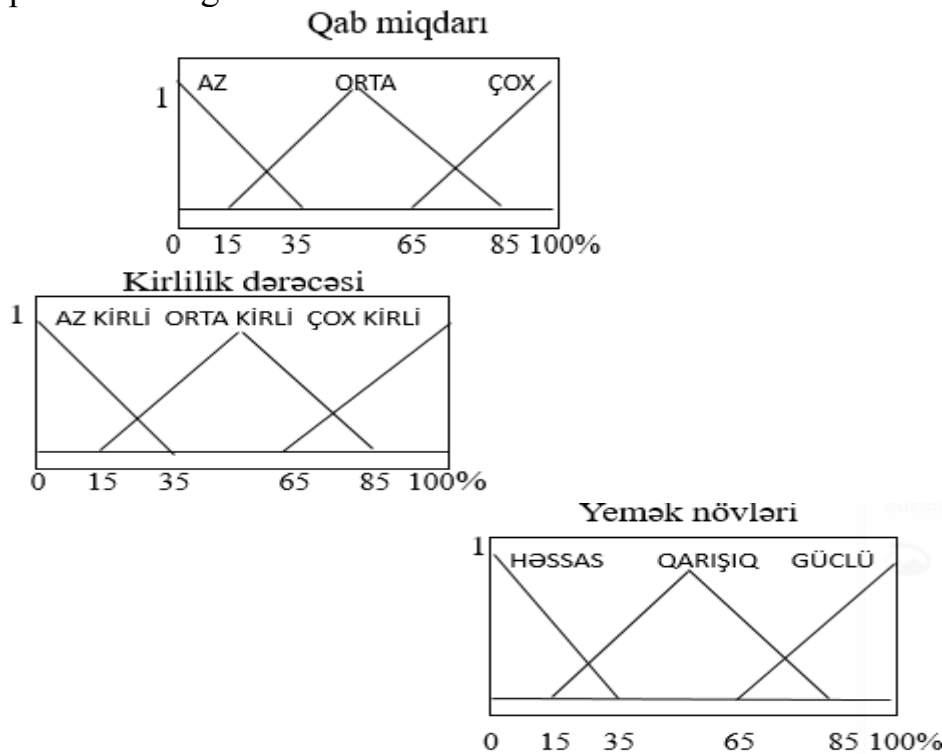 Qab miqdarı
AZ ORTA ÇOX
1
0 15 35 65 85 100%
Kirlilik dərəcəsi
1 AZ KİRLİ ORTA KİRLİ ÇOX KİRLİ
0 15 35 65 85 100%
Yemək növləri
1
HƏSSAS QARIŞIQ GÜCLÜ
0 15 35 65 85 100%